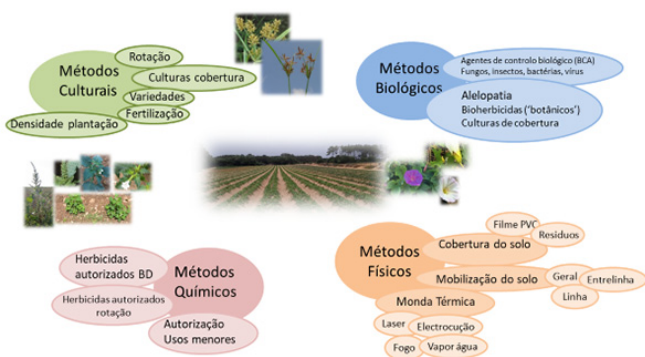 Métodos
Culturais
Rotação
Culturas cobertura
Variedades
Fertilização
Densidade plantação
Métodos
Biológicos
Agentes de controlo biológico (BCA)
Fungos, insectos, bactérias, vírus
Alelopatia
Bioherbicidas ('botânicos')
Culturas de cobertura
Herbicidas
autorizados BD
Herbicidas autorizados
rotação
Métodos
Químicos
Autorização
Usos menores
Métodos
Físicos
Filme PVC
Resíduos
Cobertura do solo
Mobilização do solo
Geral
Entrelinha
Linha
Monda Térmica
Laser
Electrocução
Fogo
Vapor água